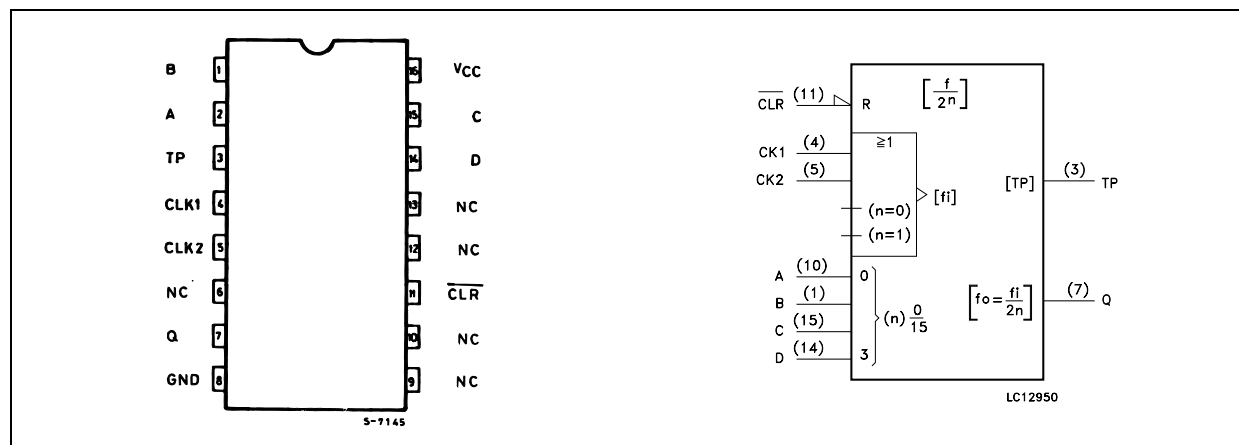 B 1
A 2
TP 3
CLK1 4
CLK2 5
NC 6
Q 7
GND 8
16 VCC
15 C
14 D
13 NC
12 NC
11 CLR
10 NC
9 NC
S-7145
CLR (11) R
[f/2n]
CK1 (4)
CK2 (5)
≧1
[fi]
(n=0)
(n=1)
[TP] (3) TP
A (10) 0
B (1)
C (15)
D (14) 3
(n) 0/15
[fo=fi/2n] (7) Q
LC12950